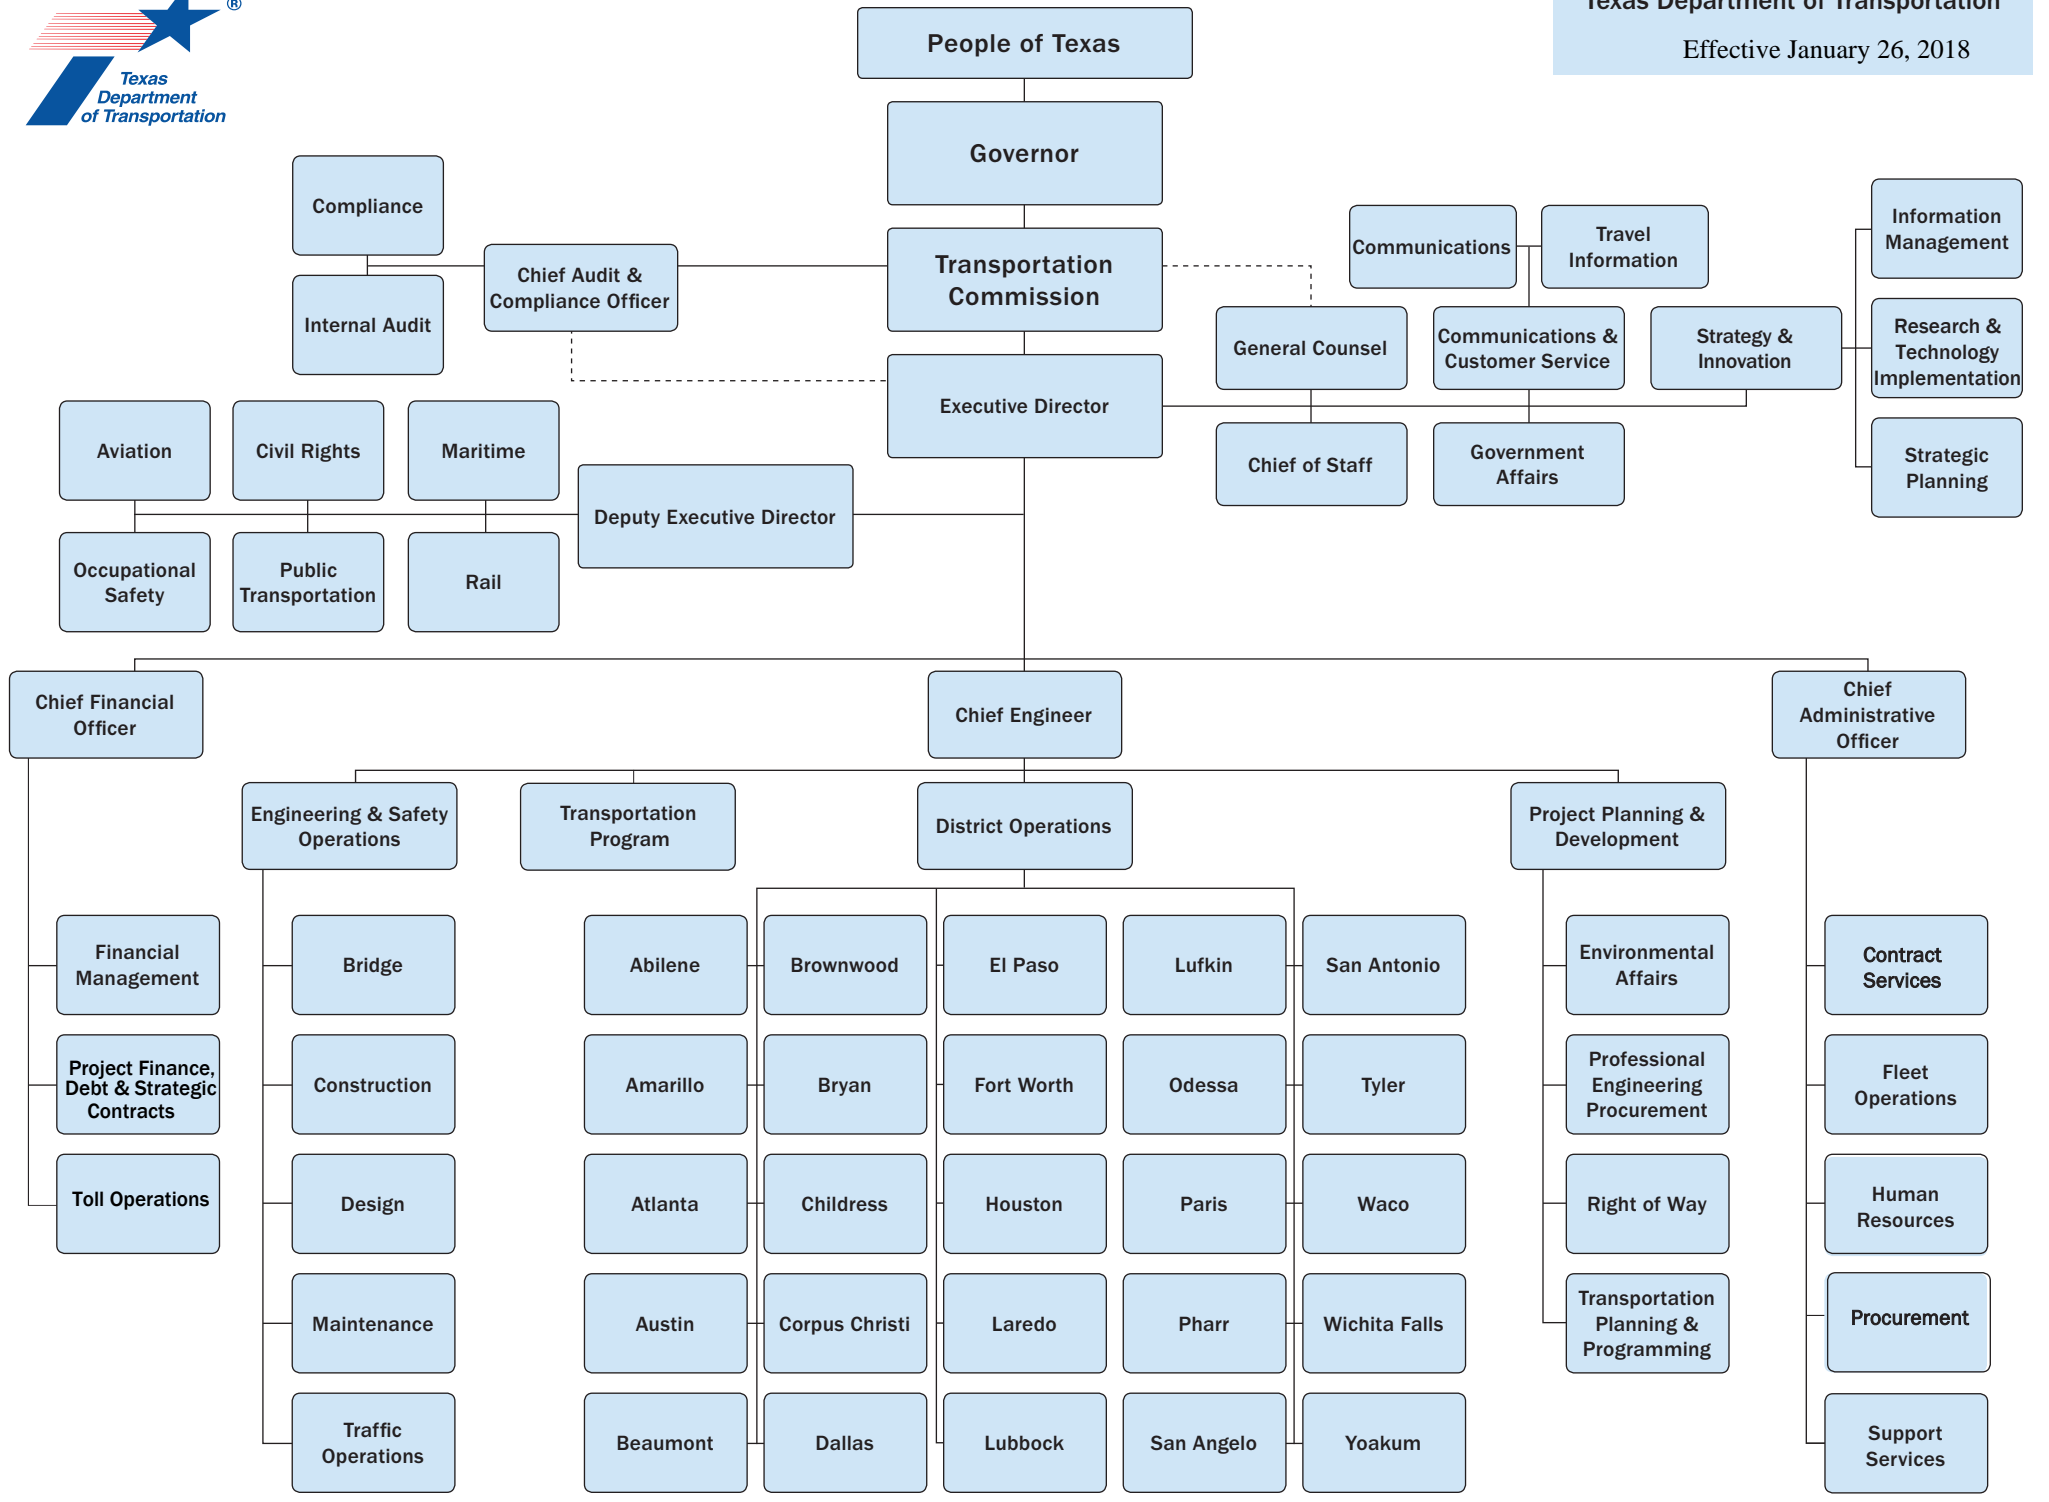 ®
Texas
Department
of Transportation
Texas Department of Transportation
Effective January 26, 2018
People of Texas
Governor
Transportation
Commission
Executive Director
Compliance
Internal Audit
Chief Audit &
Compliance Officer
General Counsel
Chief of Staff
Communications
Travel
Information
Communications &
Customer Service
Government
Affairs
Strategy &
Innovation
Information
Management
Research &
Technology
Implementation
Strategic
Planning
Aviation
Civil Rights
Maritime
Deputy Executive Director
Occupational
Safety
Public
Transportation
Rail
Chief Financial
Officer
Chief Engineer
Chief
Administrative
Officer
Engineering & Safety
Operations
Transportation
Program
District Operations
Project Planning &
Development
Financial
Management
Project Finance,
Debt & Strategic
Contracts
Toll Operations
Bridge
Construction
Design
Maintenance
Traffic
Operations
Abilene
Amarillo
Atlanta
Austin
Beaumont
Brownwood
Bryan
Childress
Corpus Christi
Dallas
El Paso
Fort Worth
Houston
Laredo
Lubbock
Lufkin
Odessa
Paris
Pharr
San Angelo
San Antonio
Tyler
Waco
Wichita Falls
Yoakum
Environmental
Affairs
Professional
Engineering
Procurement
Right of Way
Transportation
Planning &
Programming
Contract
Services
Fleet
Operations
Human
Resources
Procurement
Support
Services